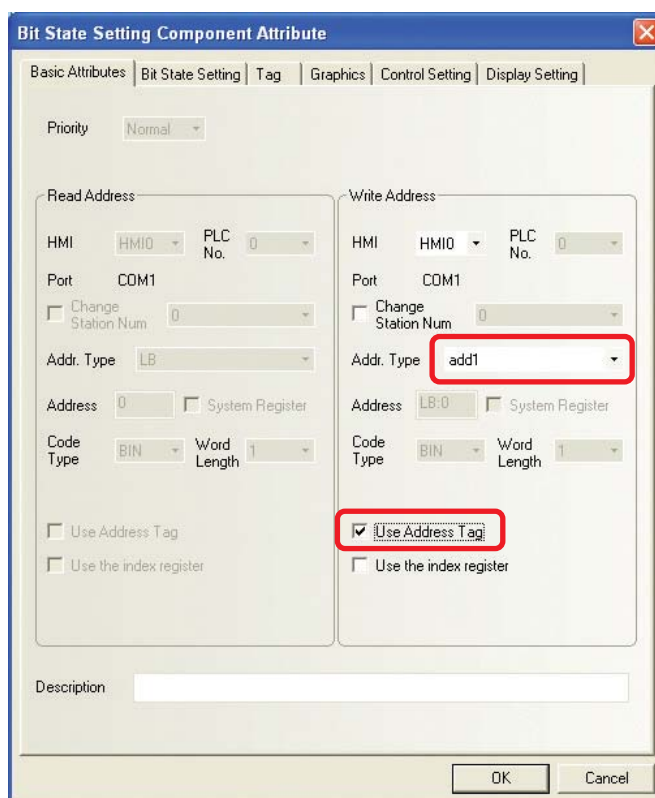 Bit State Setting Component Attribute
Basic Attributes Bit State Setting Tag Graphics Control Setting Display Setting
Priority Normal
Read Address
HMI HMI0 PLC No. 0
Port COM1
Change Station Num 0
Addr. Type LB
Address 0 System Register
Code Type BIN Word Length 1
Use Address Tag
Use the index register
Write Address
HMI HMI0 PLC No. 0
Port COM1
Change Station Num 0
Addr. Type add1
Address LB:0 System Register
Code Type BIN Word Length 1
Use Address Tag
Use the index register
Description
OK Cancel